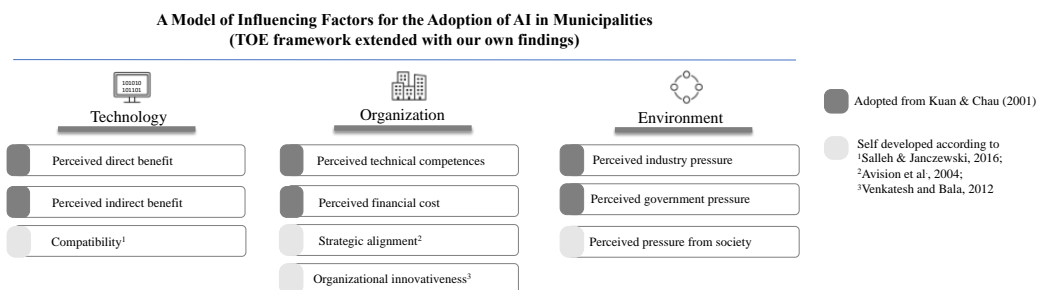 A Model of Influencing Factors for the Adoption of AI in Municipalities
(TOE framework extended with our own findings)
101010
101101
Technology
Organization
Environment
Perceived direct benefit
Perceived technical competences
Perceived industry pressure
Perceived indirect benefit
Perceived financial cost
Perceived government pressure
Compatibility¹
Strategic alignment²
Perceived pressure from society
Organizational innovativeness³
Adopted from Kuan & Chau (2001)
Self developed according to
¹Salleh & Janczewski, 2016;
²Avision et al., 2004;
³Venkatesh and Bala, 2012